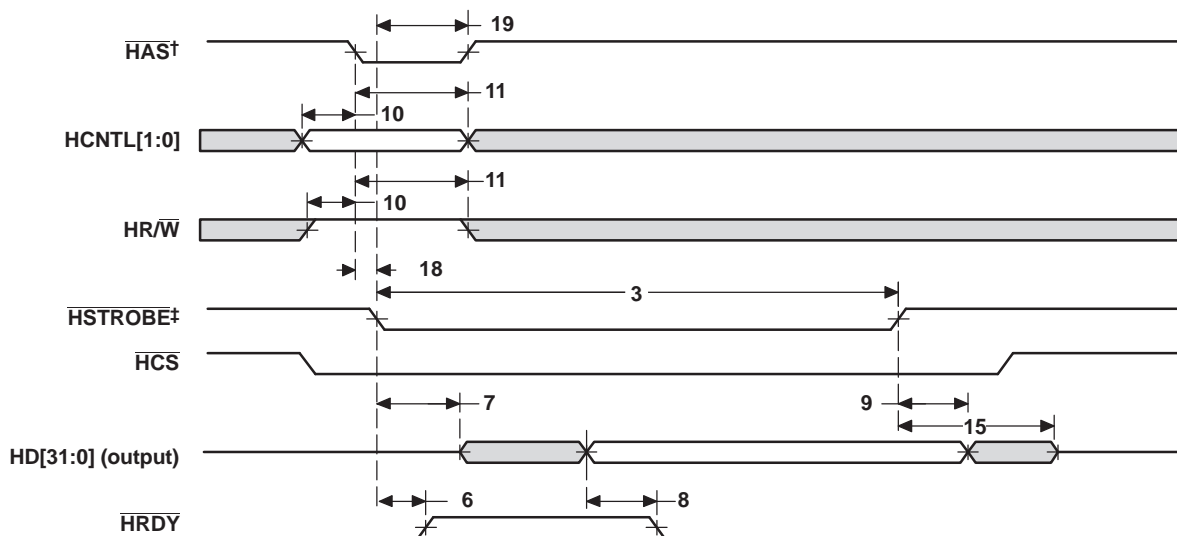 19
HAS†
11
10
HCNTL[1:0]
11
10
HR/W
18
3
HSTROBE‡
HCS
7
9
15
HD[31:0] (output)
6
8
HRDY